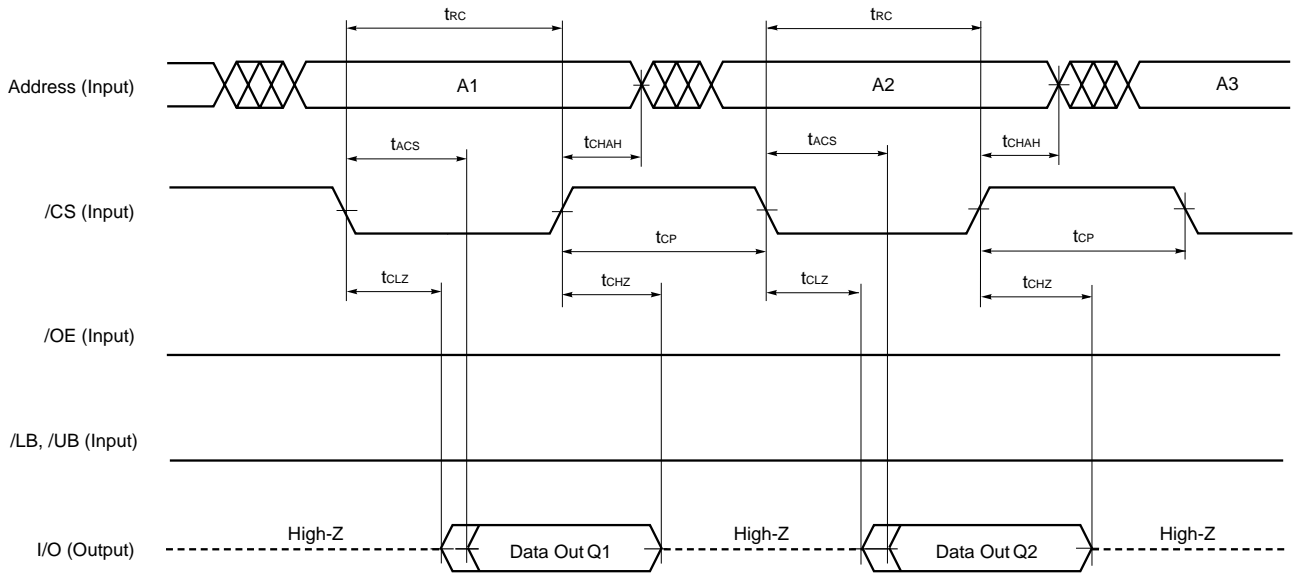 tRC tRC
Address (Input) A1 A2 A3
tACS tCHAH tACS tCHAH
/CS (Input)
tCP tCP
tCLZ tCHZ tCLZ tCHZ
/OE (Input)
/LB, /UB (Input)
High-Z High-Z High-Z
I/O (Output) Data Out Q1 Data Out Q2